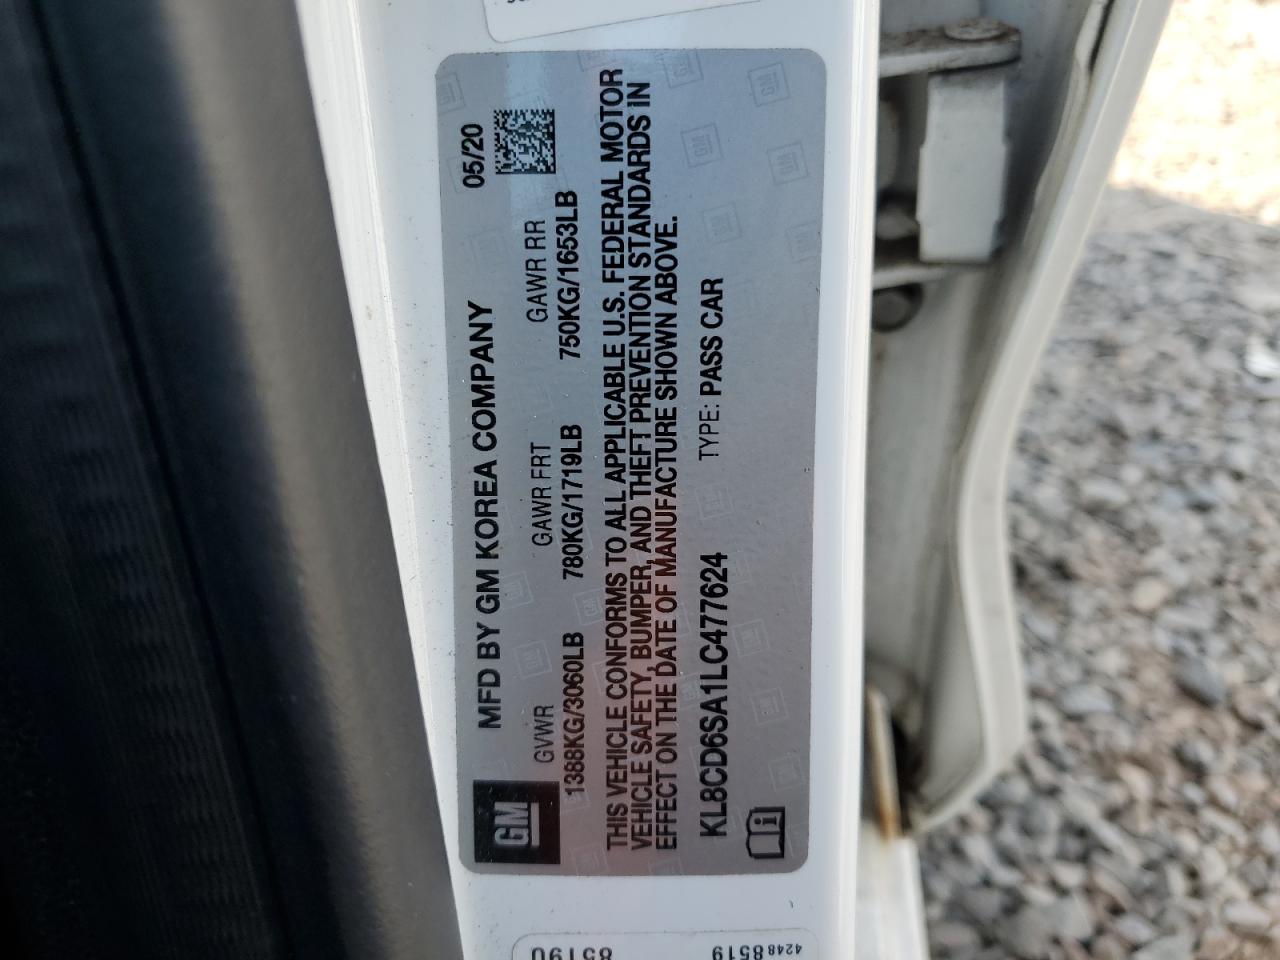 GM
MFD BY GM KOREA COMPANY 05/20
GVWR GAWR FRT GAWR RR
1388KG/3060LB 780KG/1719LB 750KG/1653LB
THIS VEHICLE CONFORMS TO ALL APPLICABLE U.S. FEDERAL MOTOR
VEHICLE SAFETY, BUMPER, AND THEFT PREVENTION STANDARDS IN
EFFECT ON THE DATE OF MANUFACTURE SHOWN ABOVE.
KL8CD6SA1LC477624 TYPE: PASS CAR
42488519